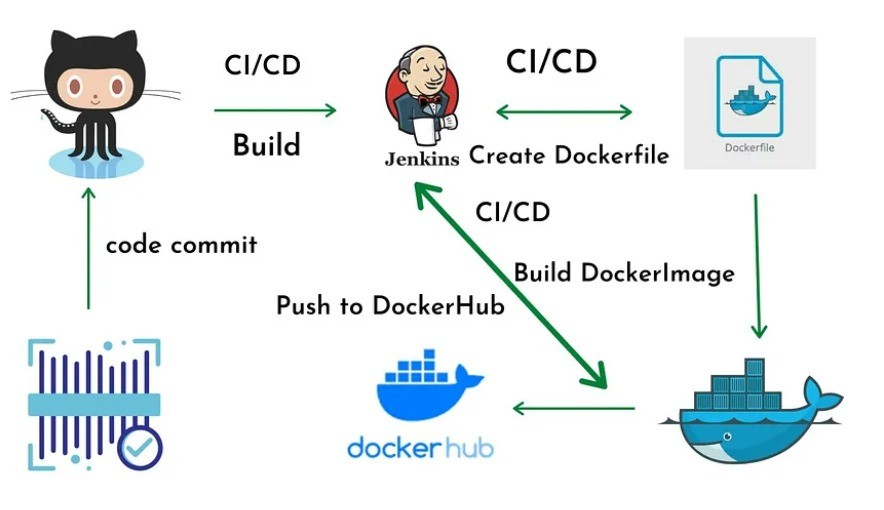 CI/CD
Build
Jenkins
CI/CD
Create Dockerfile
Dockerfile
code commit
CI/CD
Build DockerImage
Push to DockerHub
dockerhub